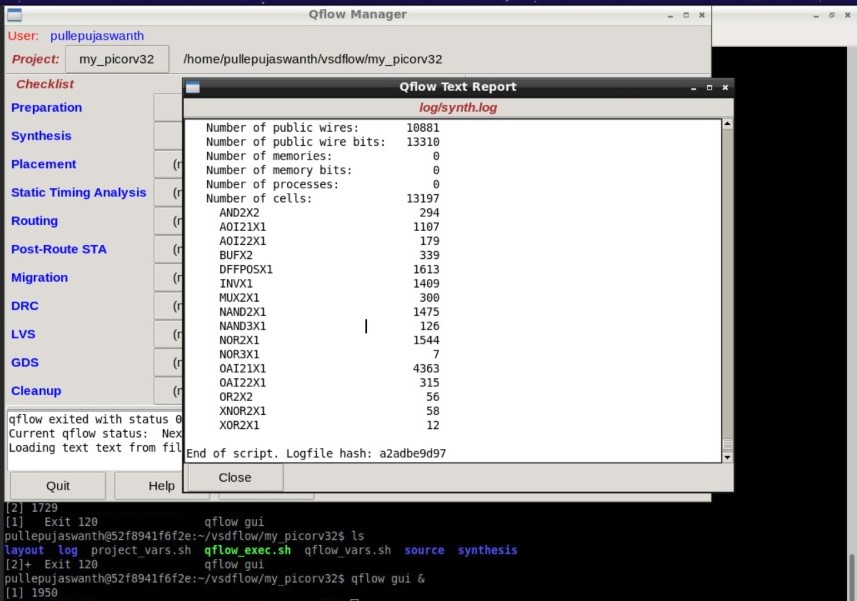 Qflow Manager
User: pullepujaswanth
Project: my_picorv32 /home/pullepujaswanth/vsdflow/my_picorv32
Checklist
Preparation
Synthesis
Placement
Static Timing Analysis
Routing
Post-Route STA
Migration
DRC
LVS
GDS
Cleanup
qflow exited with status 0
Current qflow status: Nex
Loading text text from fil
Quit Help
Qflow Text Report
log/synth.log
Number of public wires: 10881
Number of public wire bits: 13310
Number of memories: 0
Number of memory bits: 0
Number of processes: 0
Number of cells: 13197
AND2X2 294
AOI21X1 1107
AOI22X1 179
BUFX2 339
DFFPOSX1 1613
INVX1 1409
MUX2X1 300
NAND2X1 1475
NAND3X1 126
NOR2X1 1544
NOR3X1 7
OAI21X1 4363
OAI22X1 315
OR2X2 56
XNOR2X1 58
XOR2X1 12
End of script. Logfile hash: a2adbe9d97
Close
[2] 1729
[1] Exit 120 qflow gui
pullepujaswanth@52f8941f6f2e:~/vsdflow/my_picorv32$ ls
layout log project_vars.sh qflow_exec.sh qflow_vars.sh source synthesis
[2]+ Exit 120 qflow gui
pullepujaswanth@52f8941f6f2e:~/vsdflow/my_picorv32$ qflow gui &
[1] 1950